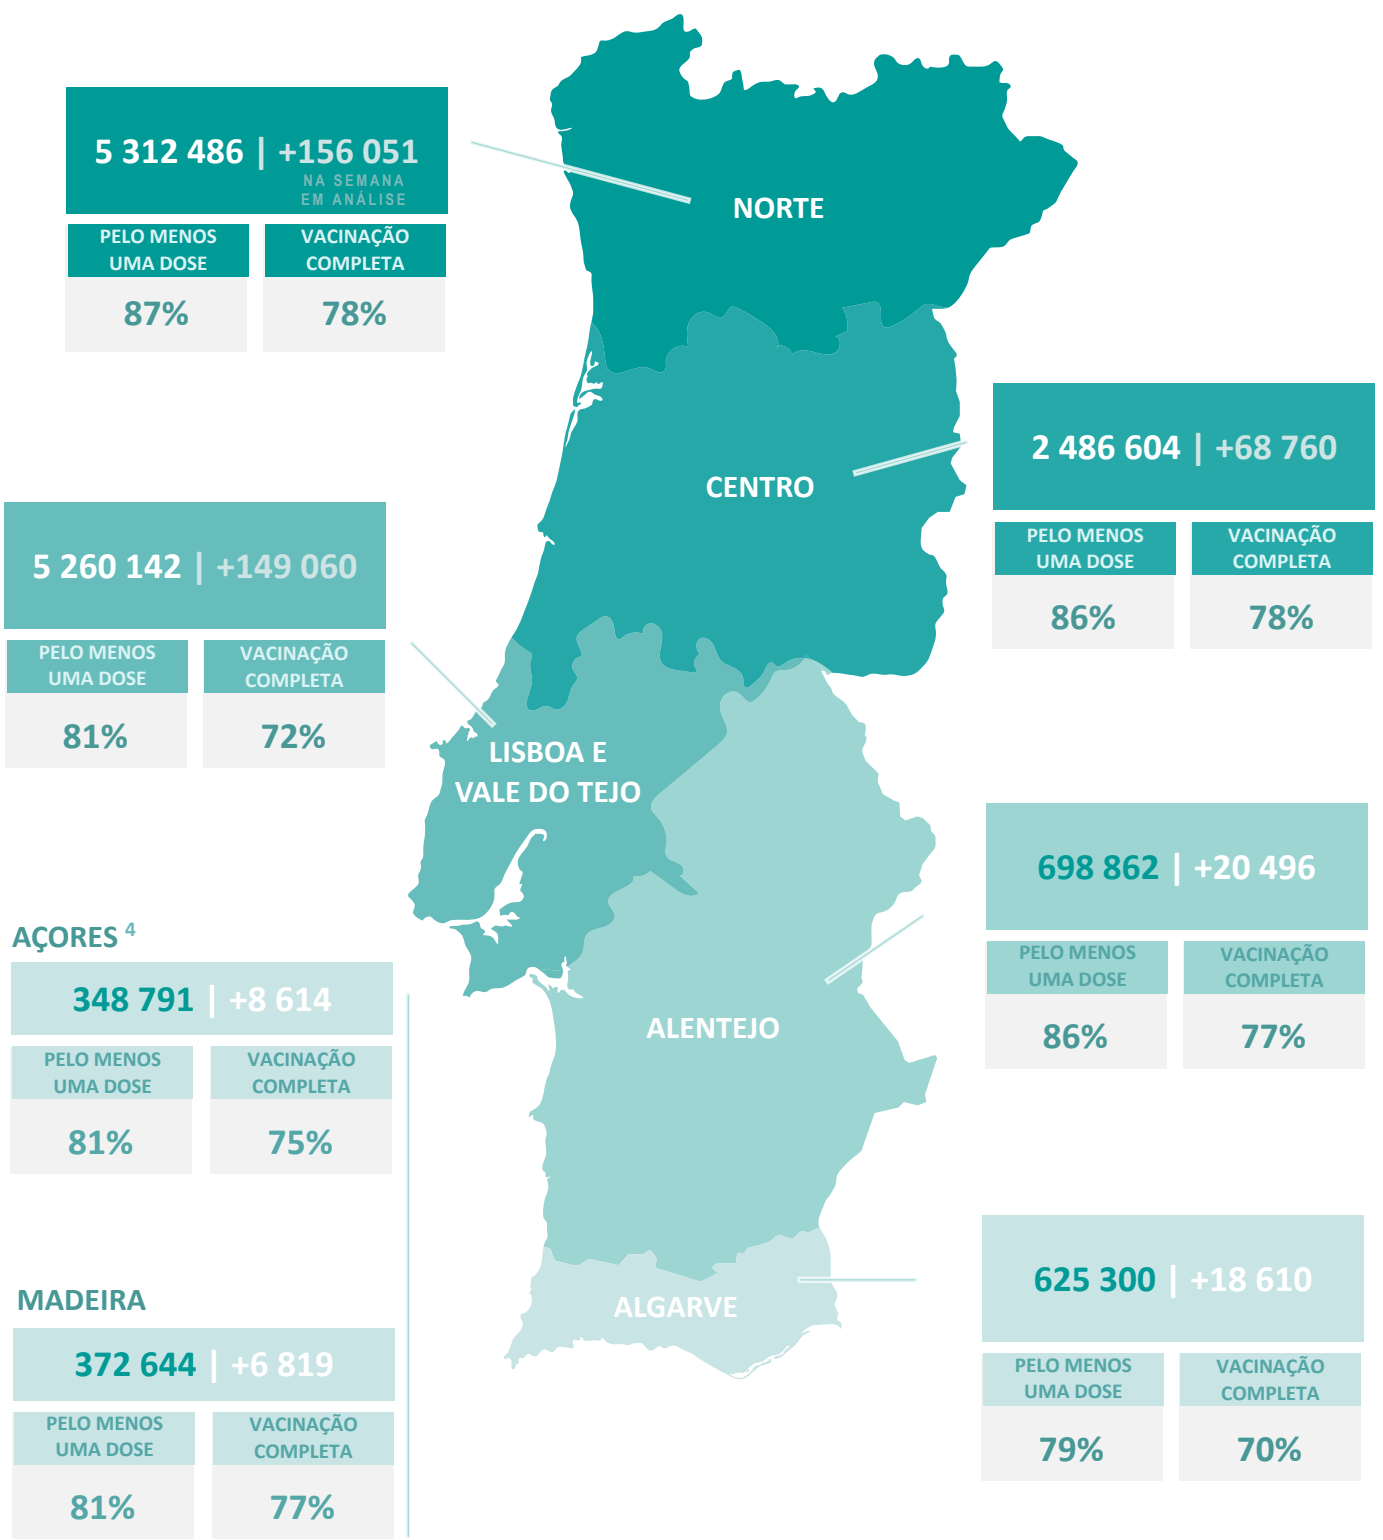 5 312 486 | +156 051
NA SEMANA
EM ANÁLISE
PELO MENOS
UMA DOSE
VACINAÇÃO
COMPLETA
87%
78%
NORTE
2 486 604 | +68 760
PELO MENOS
UMA DOSE
VACINAÇÃO
COMPLETA
86%
78%
CENTRO
5 260 142 | +149 060
PELO MENOS
UMA DOSE
VACINAÇÃO
COMPLETA
81%
72%
LISBOA E
VALE DO TEJO
698 862 | +20 496
PELO MENOS
UMA DOSE
VACINAÇÃO
COMPLETA
86%
77%
ALENTEJO
AÇORES 4
348 791 | +8 614
PELO MENOS
UMA DOSE
VACINAÇÃO
COMPLETA
81%
75%
625 300 | +18 610
PELO MENOS
UMA DOSE
VACINAÇÃO
COMPLETA
79%
70%
ALGARVE
MADEIRA
372 644 | +6 819
PELO MENOS
UMA DOSE
VACINAÇÃO
COMPLETA
81%
77%